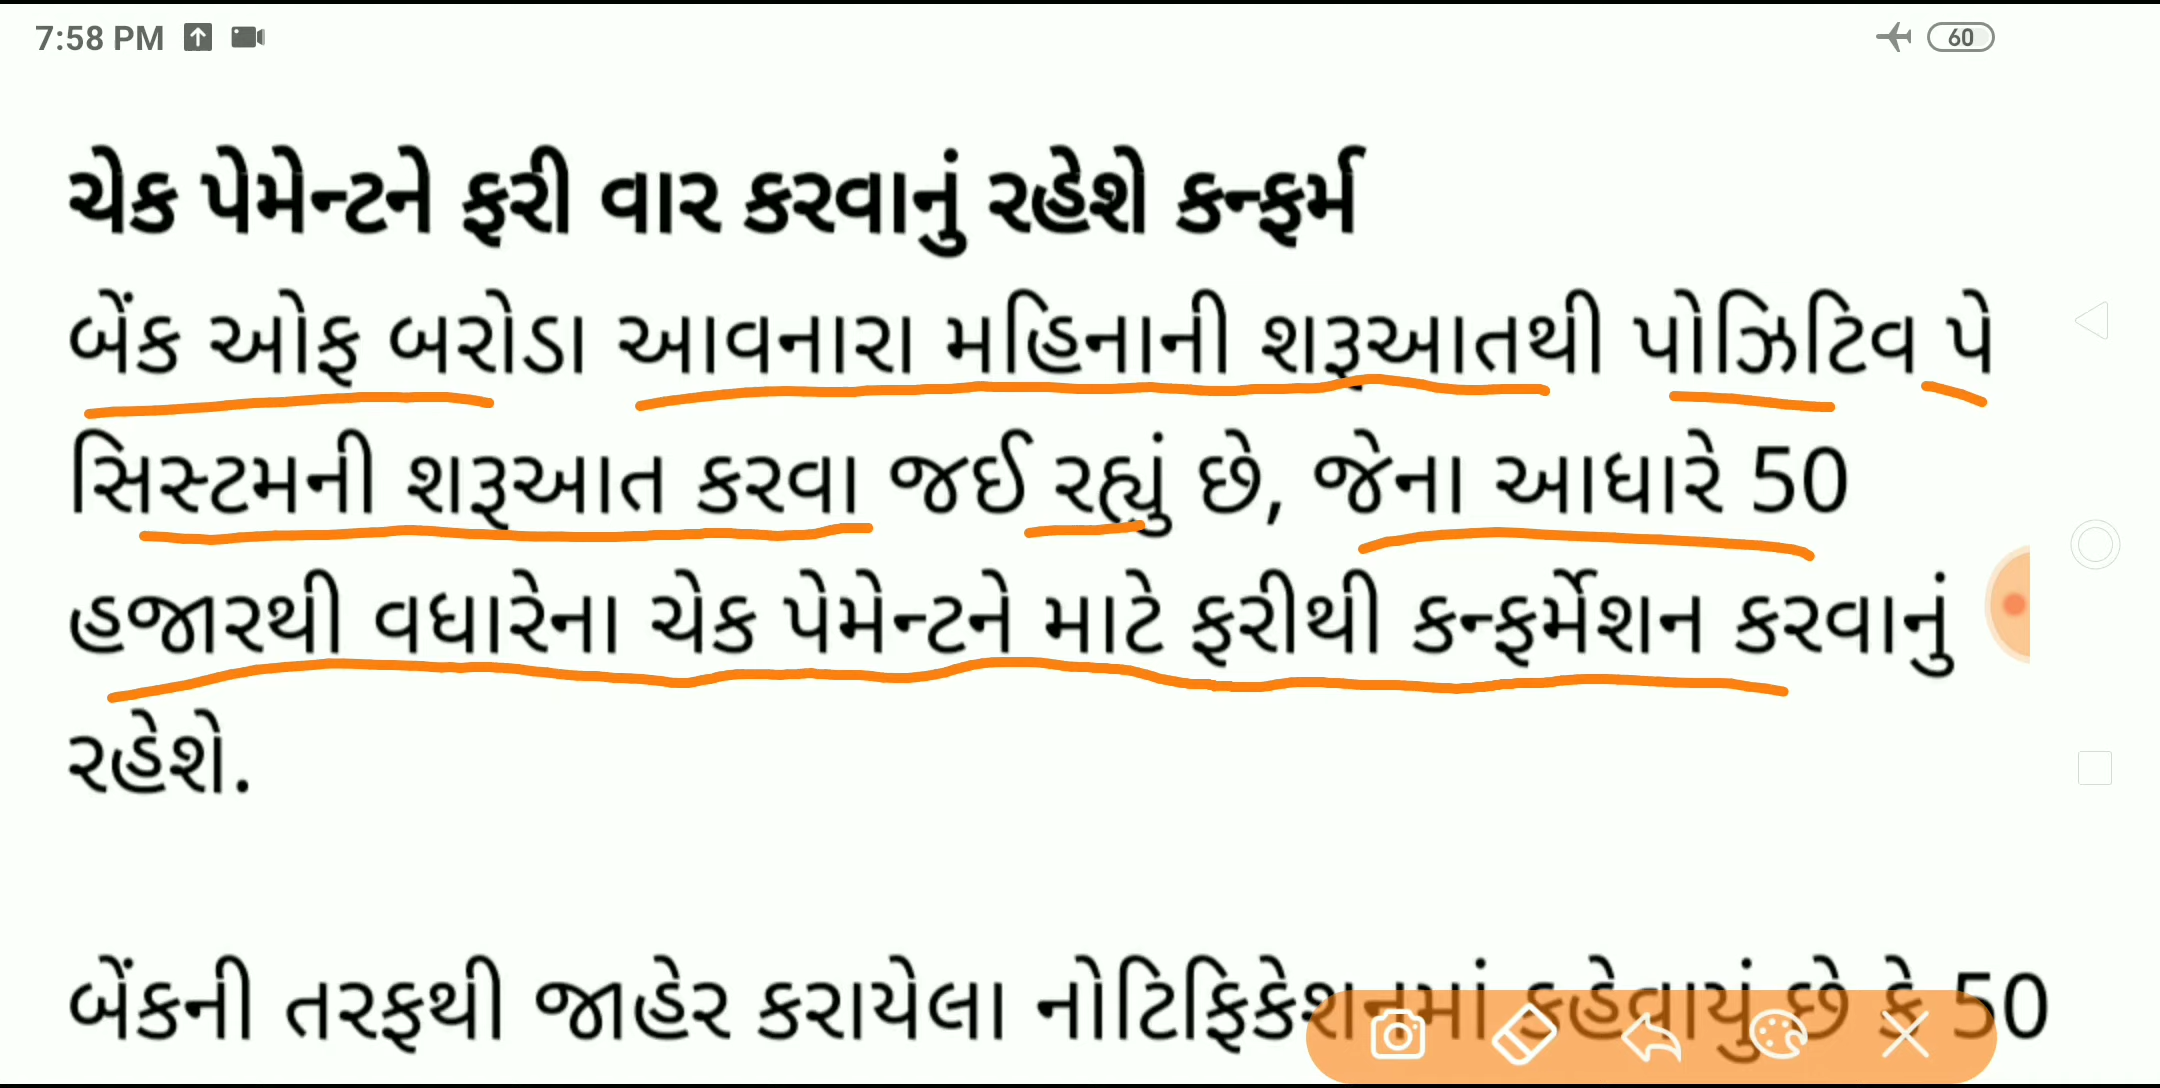 7:58 PM
60
ચેક પેમેન્ટને ફરી વાર કરવાનું રહેશે કન્ફર્મ
બેંક ઓફ બરોડા આવનારા મહિનાની શરૂઆતથી પોઝિટિવ પે
સિસ્ટમની શરૂઆત કરવા જઈ રહ્યું છે, જેના આધારે 50
હજારથી વધારેના ચેક પેમેન્ટને માટે ફરીથી કન્ફર્મેશન કરવાનું
રહેશે.
બેંકની તરફથી જાહેર કરાયેલા નોટિફિકેશનમાં કહેવાયું છે કે 50